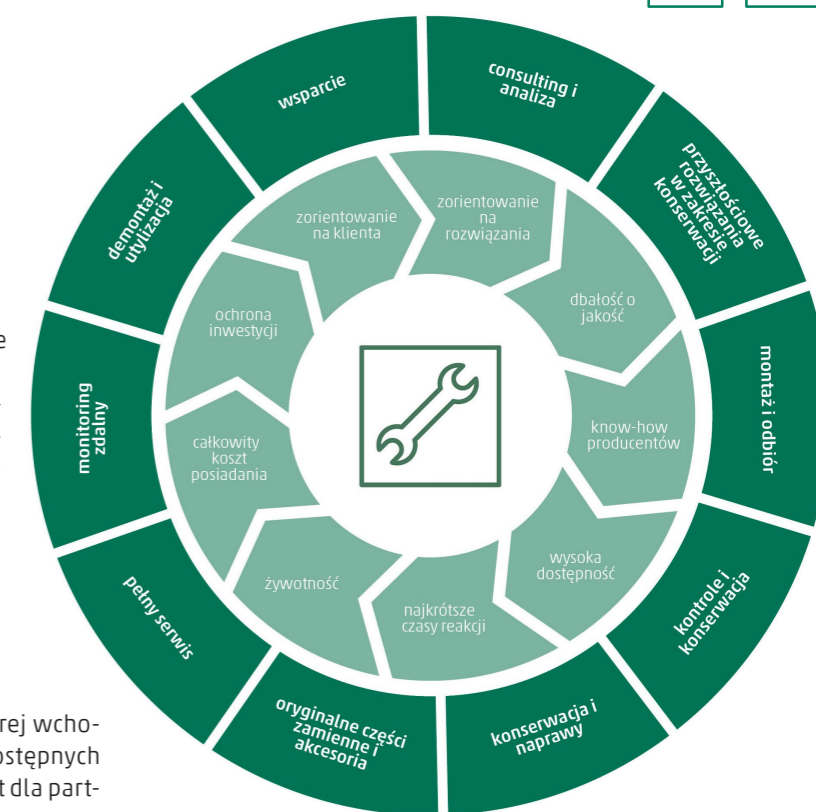 wsparcie
consulting i
analiza
przyszłościowe
rozwiązania
w zakresie
konserwacji
montaż i odbiór
kontrole i
konserwacja
konserwacja i
naprawy
oryginalne części
zamienne i
akcesoria
pełny serwis
monitoring
zdalny
demontaż i
utylizacja
zorientowanie
na klienta
zorientowanie
na
rozwiązania
dbałość o
jakość
know-how
producentów
wysoka
dostępność
najkrótsze
czasy reakcji
żywotność
całkowity
koszt
posiadania
ochrona
inwestycji
e
rej wcho-
ostępnych
t dla part-